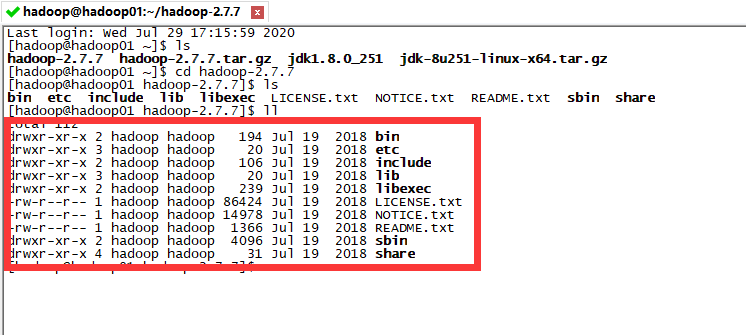 hadoop@hadoop01:~/hadoop-2.7.7 x
Last login: Wed Jul 29 17:15:59 2020
[hadoop@hadoop01 ~]$ ls
hadoop-2.7.7  hadoop-2.7.7.tar.gz  jdk1.8.0_251  jdk-8u251-linux-x64.tar.gz
[hadoop@hadoop01 ~]$ cd hadoop-2.7.7
[hadoop@hadoop01 hadoop-2.7.7]$ ls
bin  etc  include  lib  libexec  LICENSE.txt  NOTICE.txt  README.txt  sbin  share
[hadoop@hadoop01 hadoop-2.7.7]$ ll
total 112
drwxr-xr-x 2 hadoop hadoop   194 Jul 19  2018 bin
drwxr-xr-x 3 hadoop hadoop    20 Jul 19  2018 etc
drwxr-xr-x 2 hadoop hadoop   106 Jul 19  2018 include
drwxr-xr-x 3 hadoop hadoop    20 Jul 19  2018 lib
drwxr-xr-x 2 hadoop hadoop   239 Jul 19  2018 libexec
-rw-r--r-- 1 hadoop hadoop 86424 Jul 19  2018 LICENSE.txt
-rw-r--r-- 1 hadoop hadoop 14978 Jul 19  2018 NOTICE.txt
-rw-r--r-- 1 hadoop hadoop  1366 Jul 19  2018 README.txt
drwxr-xr-x 2 hadoop hadoop  4096 Jul 19  2018 sbin
drwxr-xr-x 4 hadoop hadoop    31 Jul 19  2018 share
[hadoop@hadoop01 hadoop-2.7.7]$